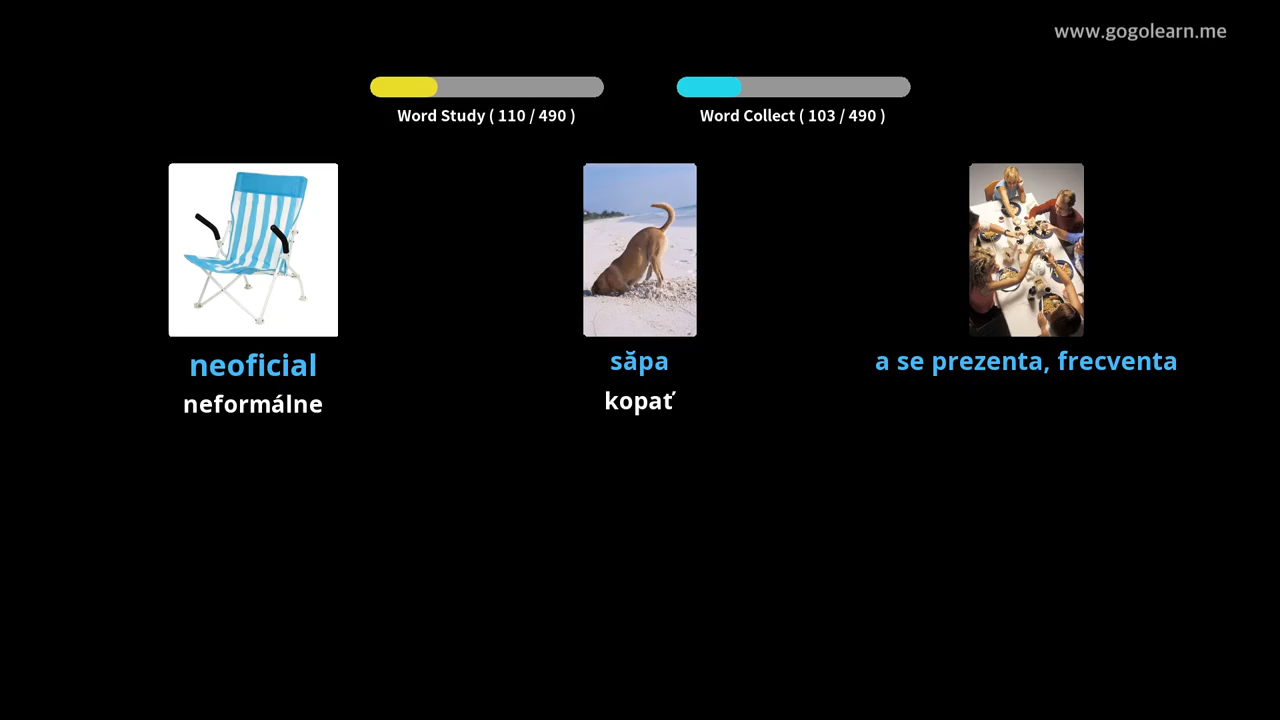 www.gogolearn.me
Word Study ( 110 / 490 )
Word Collect ( 103 / 490 )
neoficial
neformálne
săpa
kopať
a se prezenta, frecventa